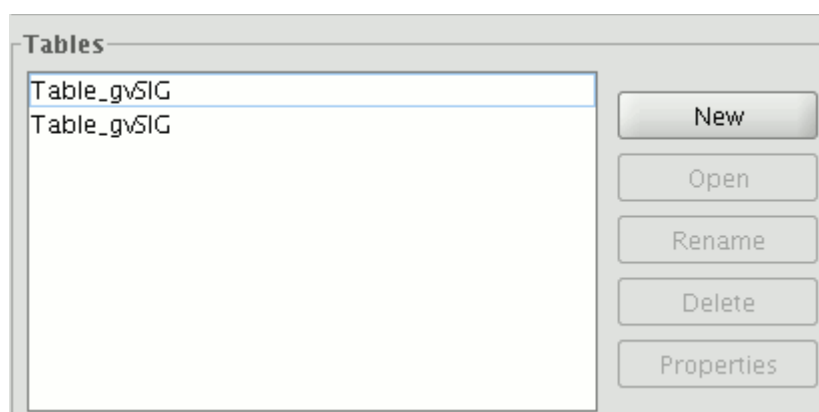 Tables
Table_gvSIG
Table_gvSIG
New
Open
Rename
Delete
Properties